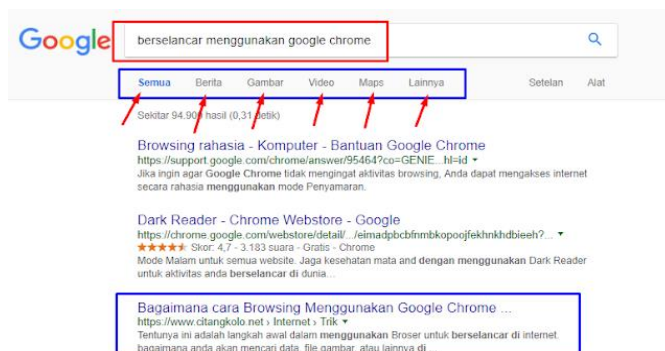 Google
berselancar menggunakan google chrome
Semua Berita Gambar Video Maps Lainnya Setelan Alat
Sekitar 94.900 hasil (0,31 detik)
Browsing rahasia - Komputer - Bantuan Google Chrome
https://support.google.com/chrome/answer/95464?co=GENIE...hl=id
Jika ingin agar Google Chrome tidak mengingat aktivitas browsing, Anda dapat mengakses internet
secara rahasia menggunakan mode Penyamaran.
Dark Reader - Chrome Webstore - Google
https://chrome.google.com/webstore/detail/.../eimadpbcbfnmbkopoojfekhnkhdbieeh?...
Skor: 4,7 - 3.183 suara - Gratis - Chrome
Mode Malam untuk semua website. Jaga kesehatan mata and dengan menggunakan Dark Reader
untuk aktivitas anda berselancar di dunia...
Bagaimana cara Browsing Menggunakan Google Chrome ...
https://www.citangkolo.net › Internet › Trik
Tentunya ini adalah langkah awal dalam menggunakan Broser untuk berselancar di internet.
bagaimana anda akan mencari data, file gambar, atau lainnya di ...